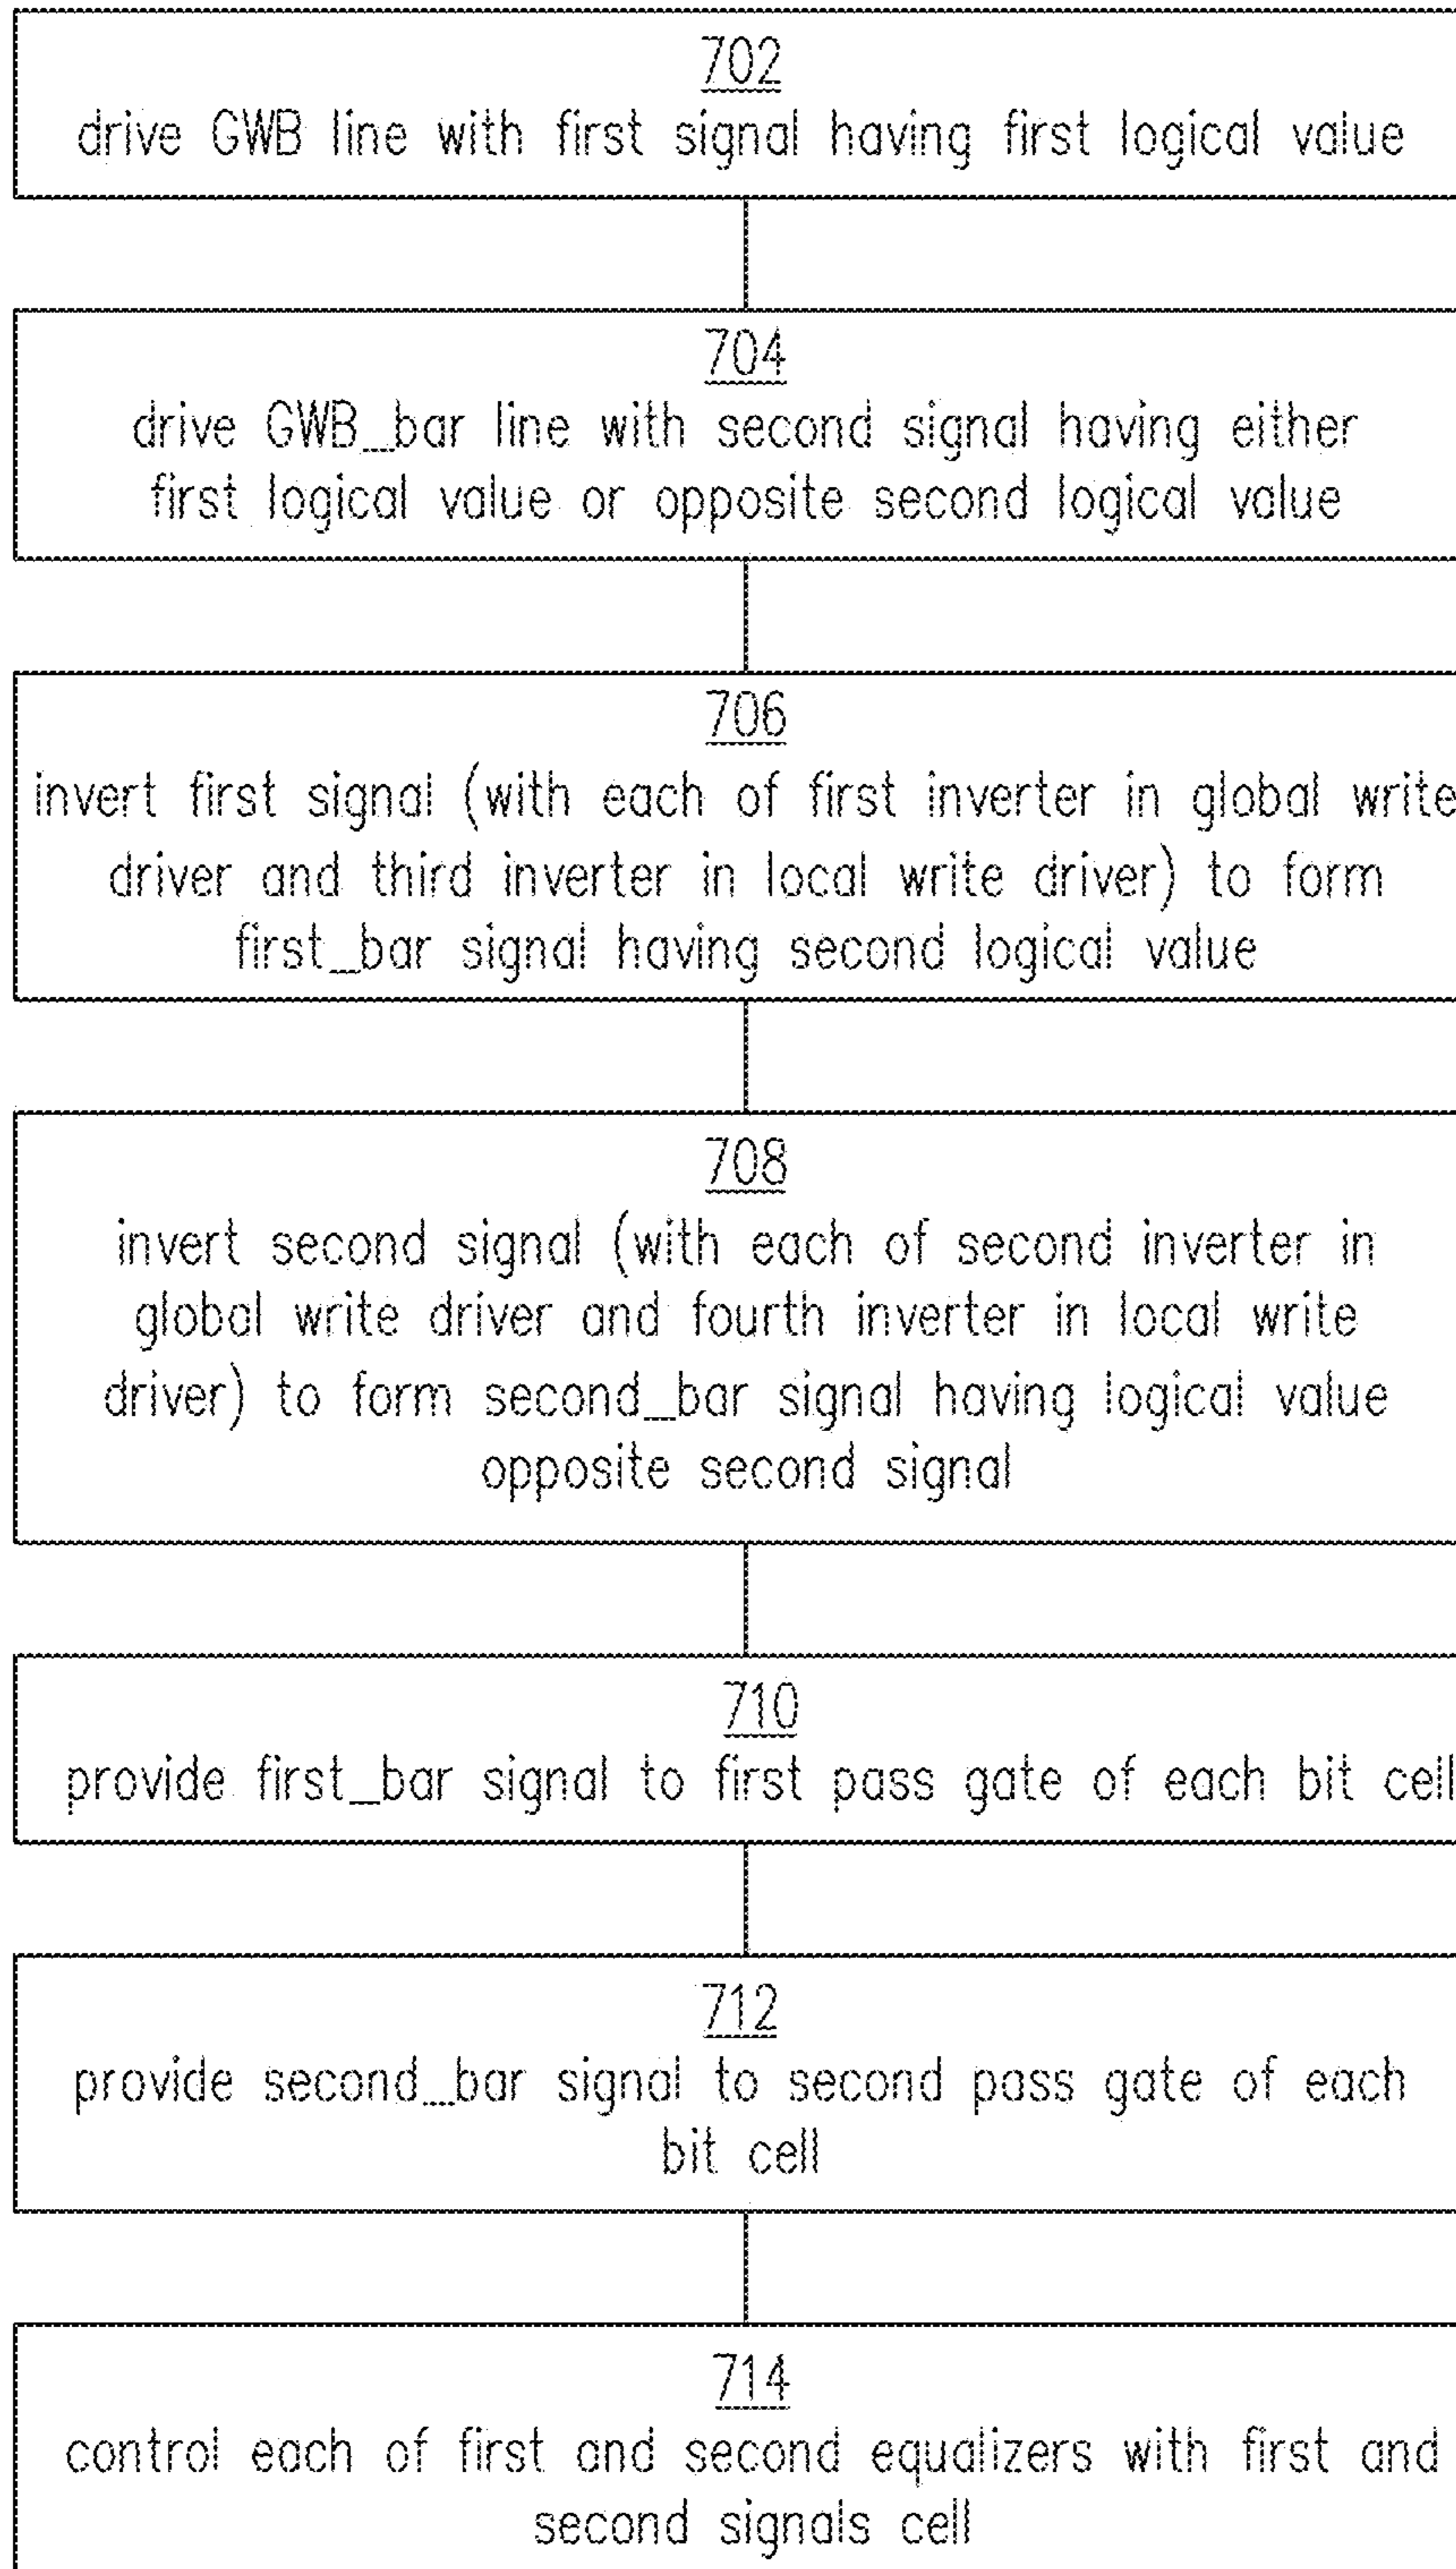 702
drive GWB line with first signal having first logical value
704
drive GWB_bar line with second signal having either
first logical value or opposite second logical value
706
invert first signal (with each of first inverter in global write
driver and third inverter in local write driver) to form
first_bar signal having second logical value
708
invert second signal (with each of second inverter in
global write driver and fourth inverter in local write
driver) to form second_bar signal having logical value
opposite second signal
710
provide first_bar signal to first pass gate of each bit cell
712
provide second_bar signal to second pass gate of each
bit cell
714
control each of first and second equalizers with first and
second signals cell